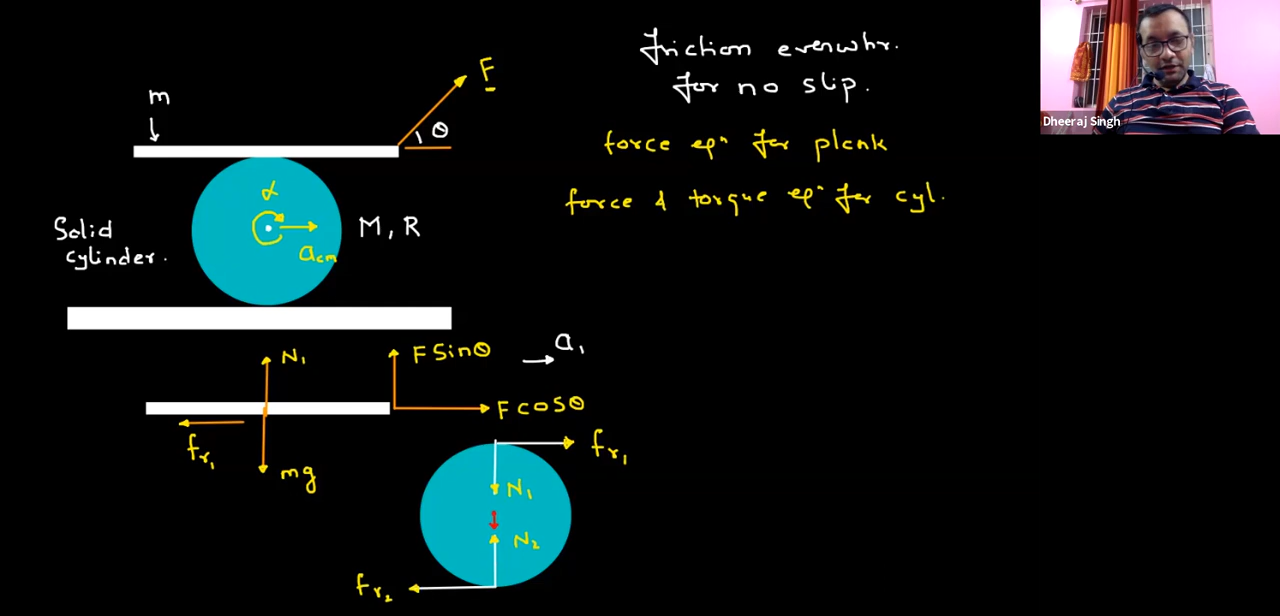 friction everwhr.
for no slip.
Dheeraj Singh
F
m
θ
force eqⁿ for plank
force & torque eqⁿ for cyl.
α
Solid
cylinder.
M, R
acm
a₁
N₁
F Sinθ
F cosθ
fr₁
mg
fr₁
N₁
N₂
fr₂